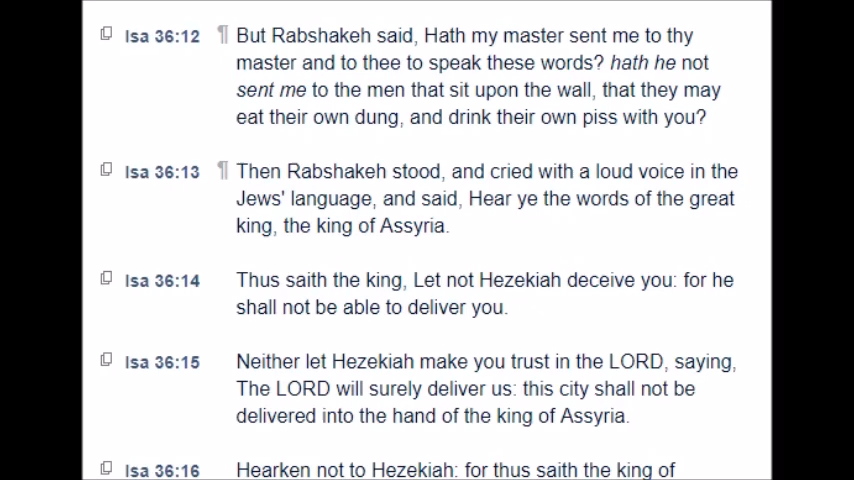 Isa 36:12 ¶ But Rabshakeh said, Hath my master sent me to thy
master and to thee to speak these words? hath he not
sent me to the men that sit upon the wall, that they may
eat their own dung, and drink their own piss with you?
Isa 36:13 ¶ Then Rabshakeh stood, and cried with a loud voice in the
Jews' language, and said, Hear ye the words of the great
king, the king of Assyria.
Isa 36:14 Thus saith the king, Let not Hezekiah deceive you: for he
shall not be able to deliver you.
Isa 36:15 Neither let Hezekiah make you trust in the LORD, saying,
The LORD will surely deliver us: this city shall not be
delivered into the hand of the king of Assyria.
Isa 36:16 Hearken not to Hezekiah: for thus saith the king of